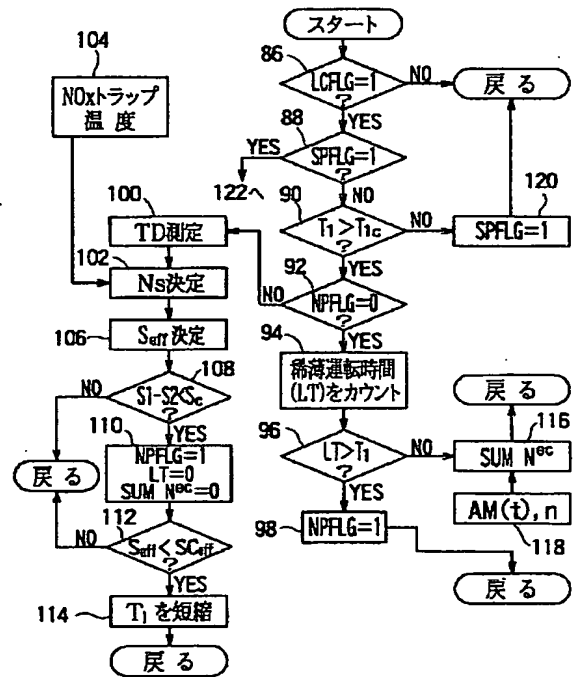 スタート
86
LCFLG=1
?
NO
戻る
YES
88
SPFLG=1
?
YES
122へ
NO
90
T₁>T₁c
?
NO
120
SPFLG=1
YES
92
NPFLG=0
?
NO
YES
94
稀薄運転時間
(LT)をカウント
96
LT>T₁
?
NO
116
SUM Nᵉᶜ
戻る
AM(t),n
118
YES
98
NPFLG=1
戻る
104
NOxトラップ
温度
100
TD測定
102
Ns決定
106
Seff決定
108
S1-S2<Sc
?
NO
戻る
YES
110
NPFLG=1
LT=0
SUM Nᵉᶜ=0
112
Seff<SCeff
?
NO
YES
114
T₁を短縮
戻る